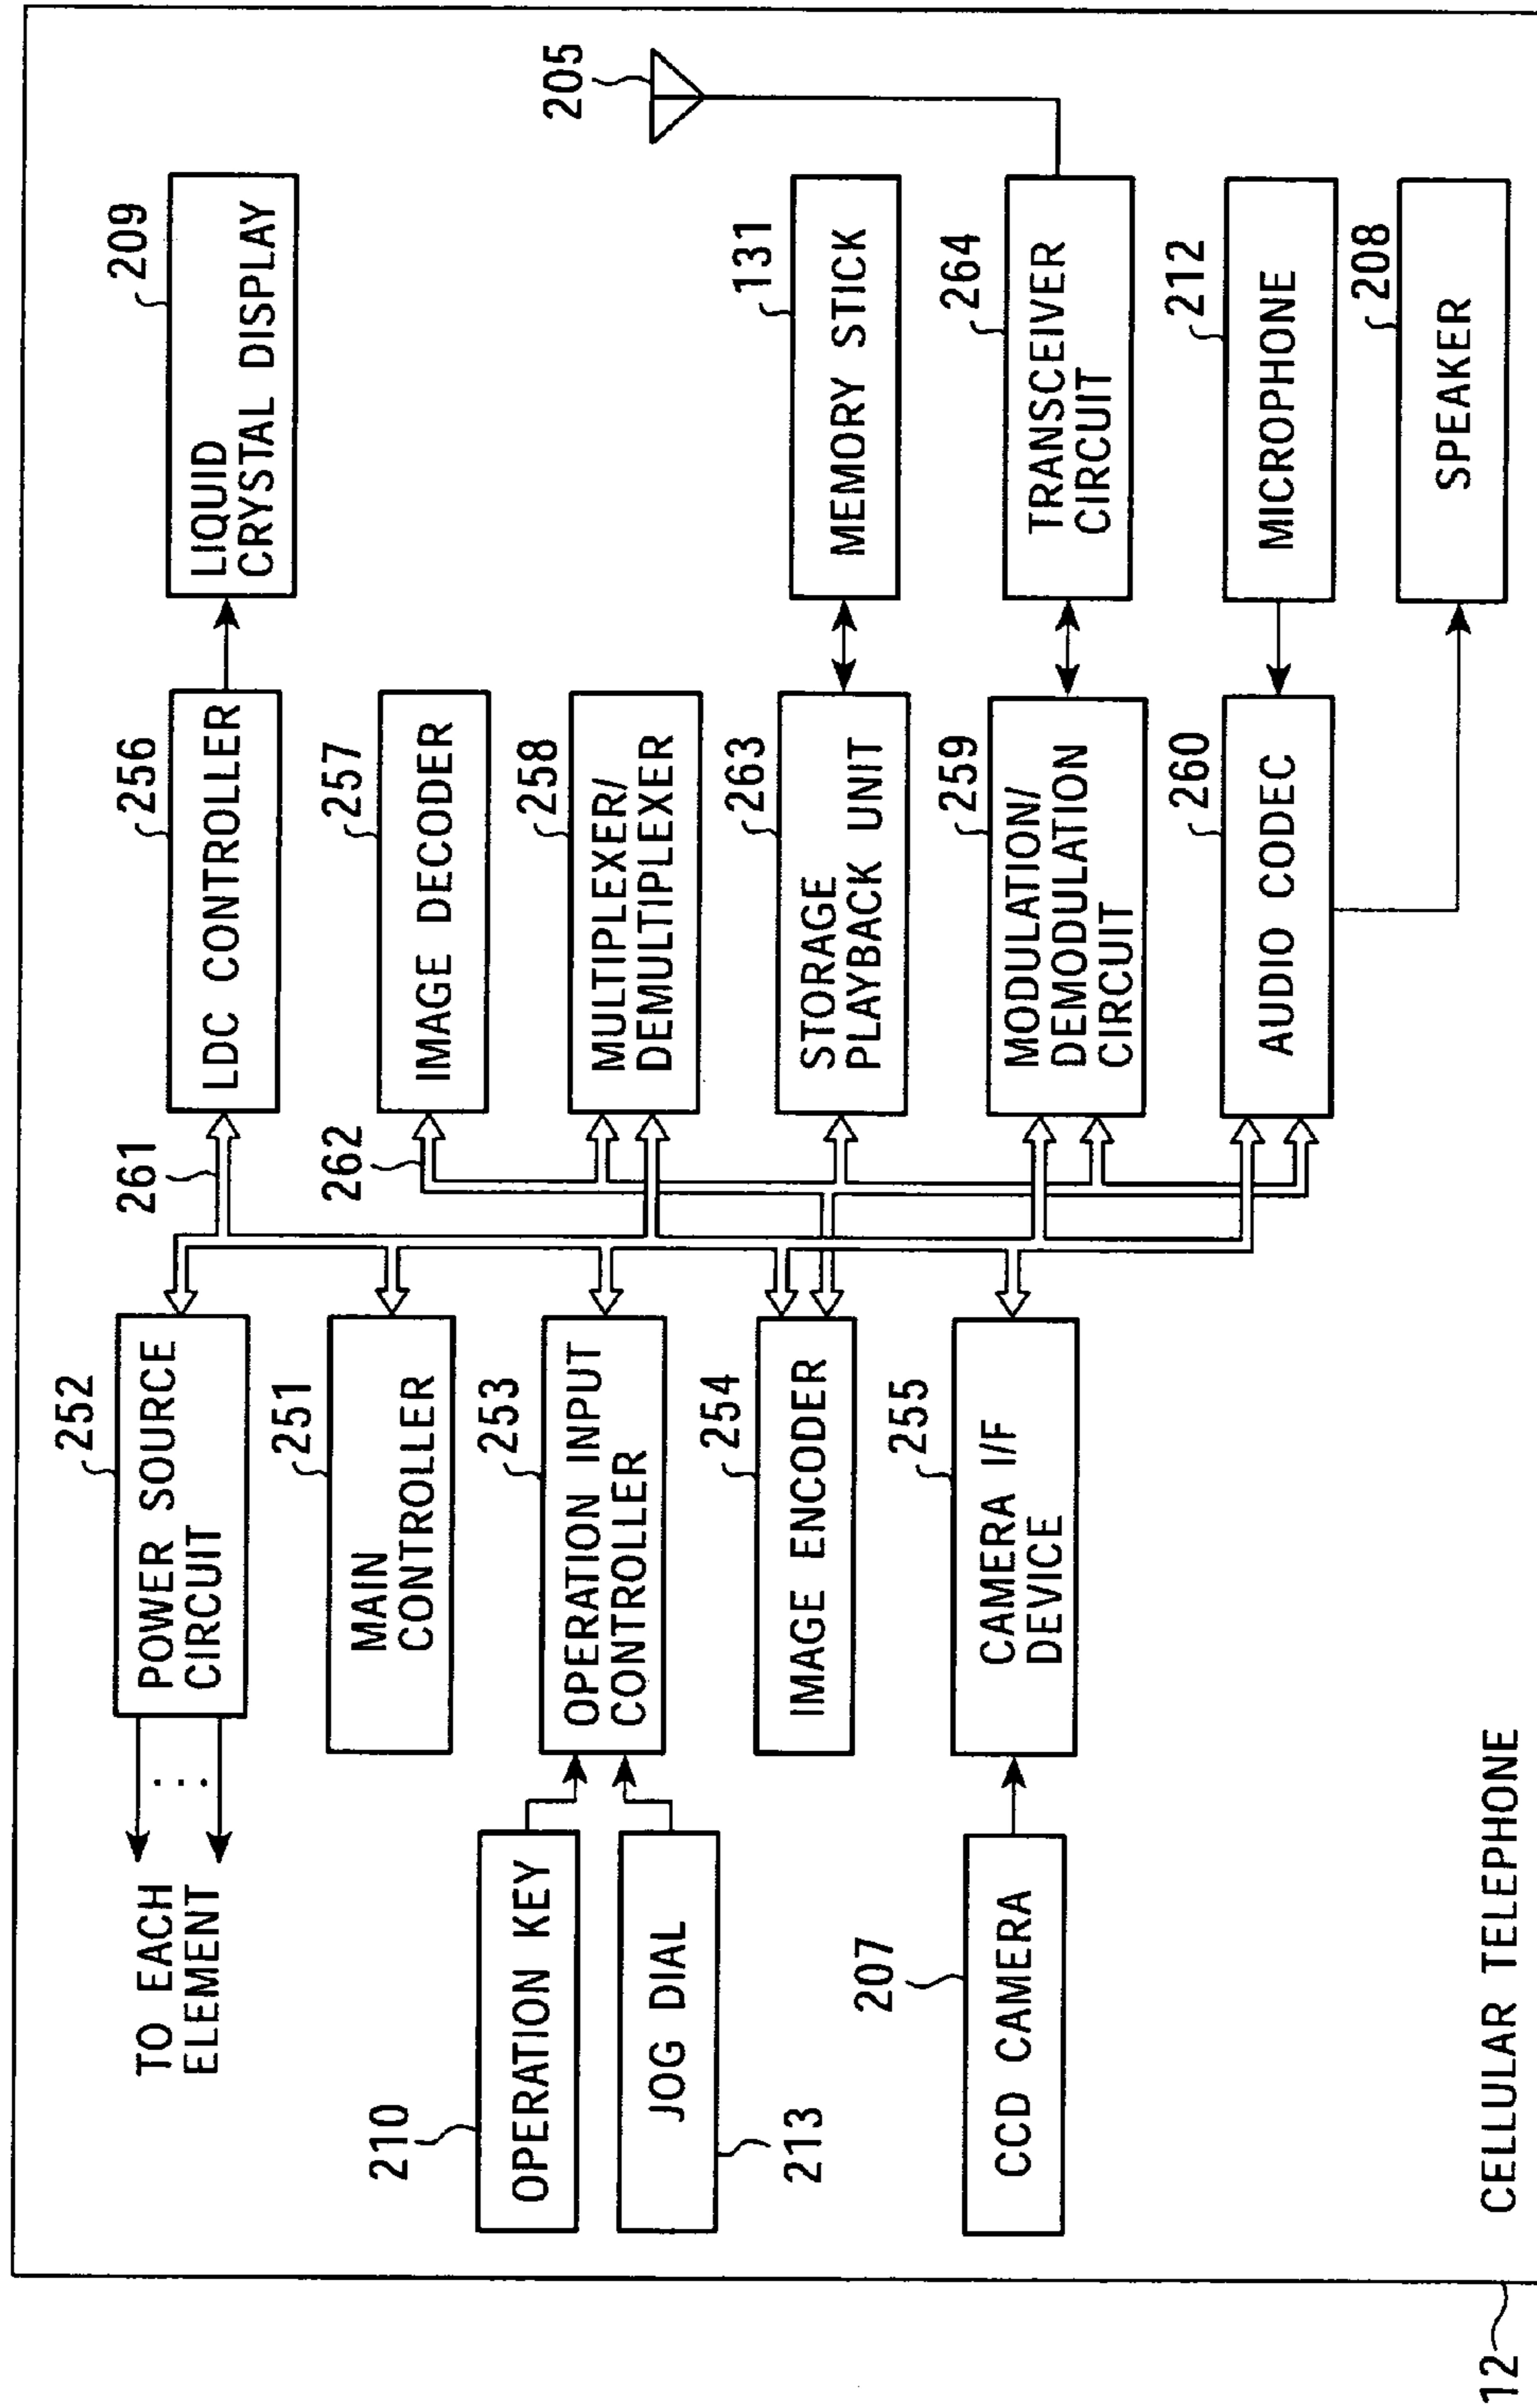 12
CELLULAR TELEPHONE
TO EACH
ELEMENT
252
POWER SOURCE
CIRCUIT
251
MAIN
CONTROLLER
210
OPERATION KEY
213
JOG DIAL
253
OPERATION INPUT
CONTROLLER
254
IMAGE ENCODER
207
CCD CAMERA
255
CAMERA I/F
DEVICE
261
262
256
LDC CONTROLLER
257
IMAGE DECODER
258
MULTIPLEXER/
DEMULTIPLEXER
263
STORAGE
PLAYBACK UNIT
259
MODULATION/
DEMODULATION
CIRCUIT
260
AUDIO CODEC
209
LIQUID
CRYSTAL DISPLAY
205
131
MEMORY STICK
264
TRANSCEIVER
CIRCUIT
212
MICROPHONE
208
SPEAKER